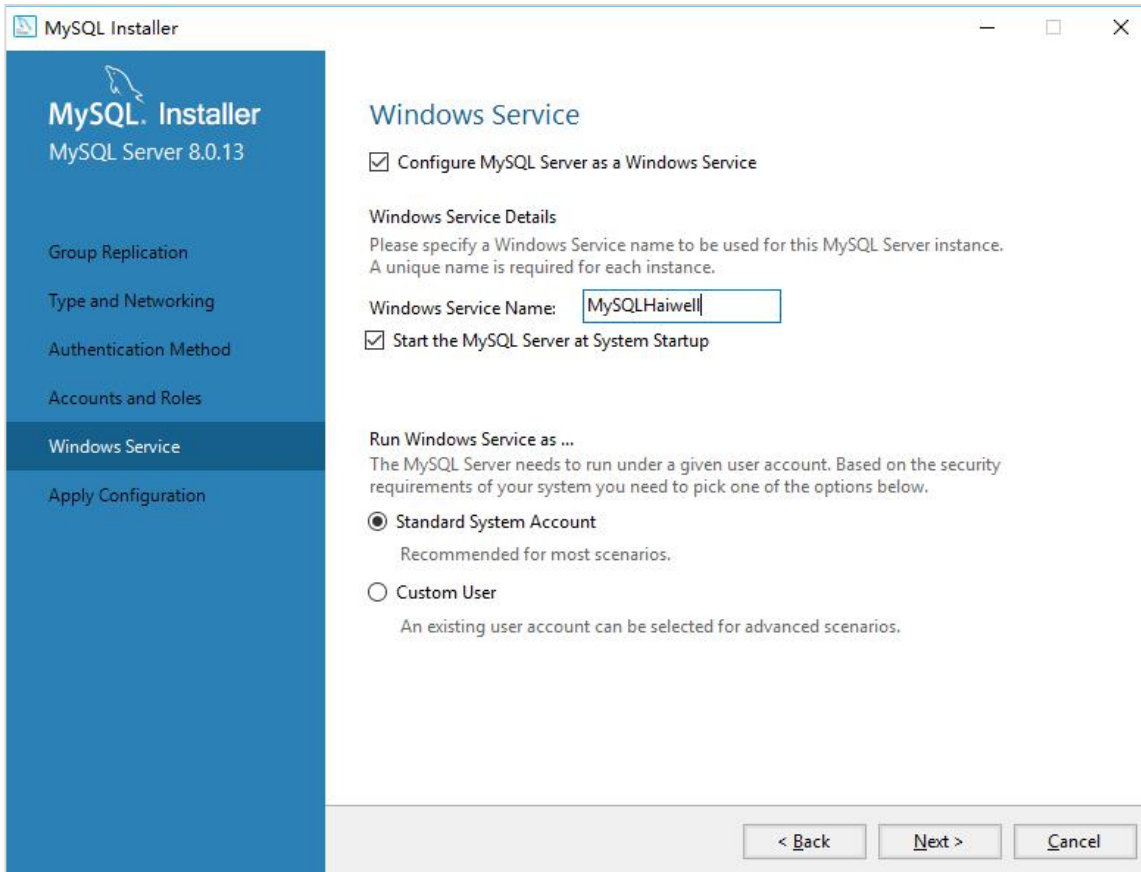 MySQL Installer
MySQL. Installer
MySQL Server 8.0.13
Group Replication
Type and Networking
Authentication Method
Accounts and Roles
Windows Service
Apply Configuration
Windows Service
Configure MySQL Server as a Windows Service
Windows Service Details
Please specify a Windows Service name to be used for this MySQL Server instance.
A unique name is required for each instance.
Windows Service Name: MySQLHaiwell
Start the MySQL Server at System Startup
Run Windows Service as ...
The MySQL Server needs to run under a given user account. Based on the security
requirements of your system you need to pick one of the options below.
Standard System Account
Recommended for most scenarios.
Custom User
An existing user account can be selected for advanced scenarios.
< Back Next > Cancel